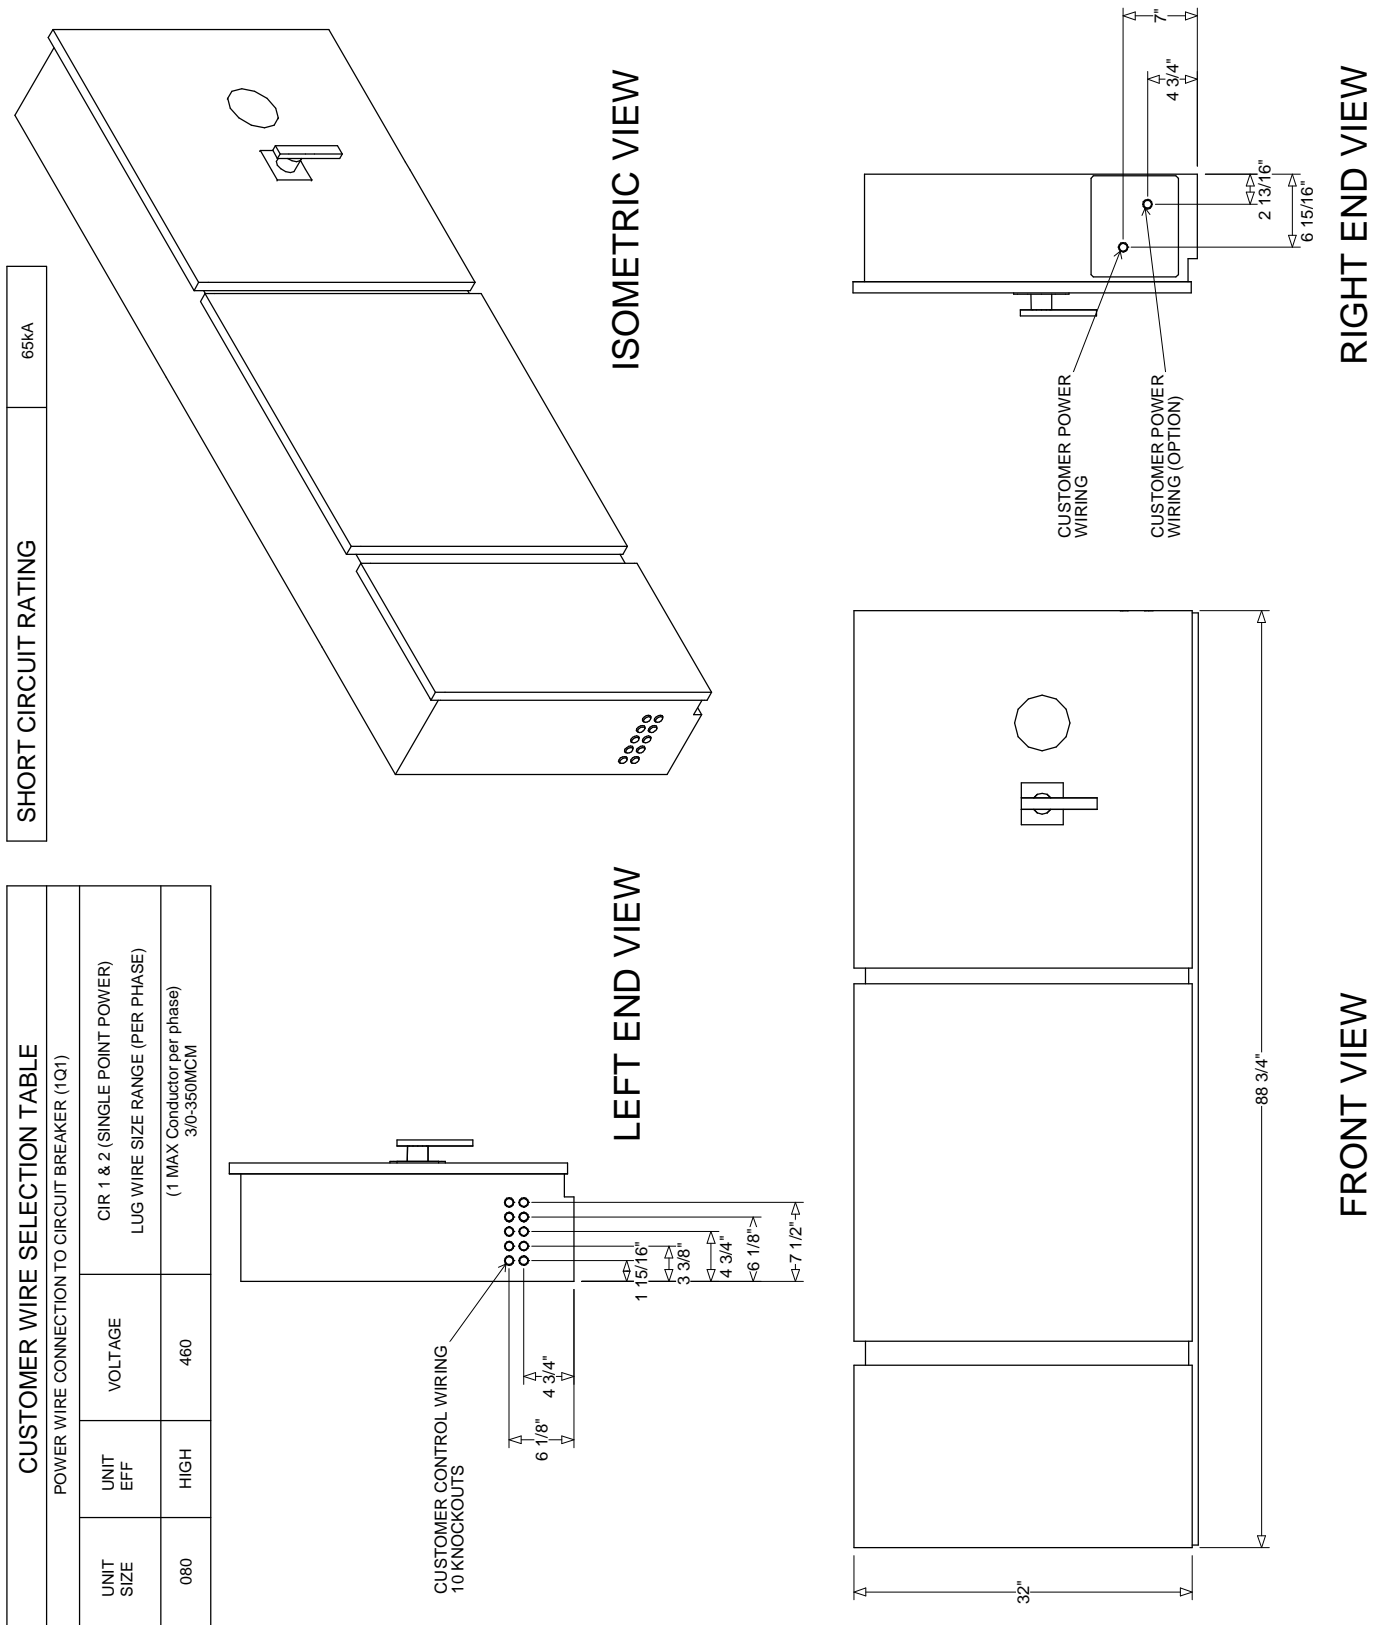 CUSTOMER WIRE SELECTION TABLE
POWER WIRE CONNECTION TO CIRCUIT BREAKER (1Q1)
UNIT
SIZE
UNIT
EFF
VOLTAGE
CIR 1 & 2 (SINGLE POINT POWER)
LUG WIRE SIZE RANGE (PER PHASE)
080
HIGH
460
(1 MAX Conductor per phase)
3/0-350MCM
SHORT CIRCUIT RATING
65kA
CUSTOMER CONTROL WIRING
10 KNOCKOUTS
6 1/8"
4 3/4"
1 15/16"
3 3/8"
4 3/4"
6 1/8"
7 1/2"
LEFT END VIEW
ISOMETRIC VIEW
32"
88 3/4"
FRONT VIEW
CUSTOMER POWER
WIRING
CUSTOMER POWER
WIRING (OPTION)
7"
4 3/4"
2 13/16"
6 15/16"
RIGHT END VIEW